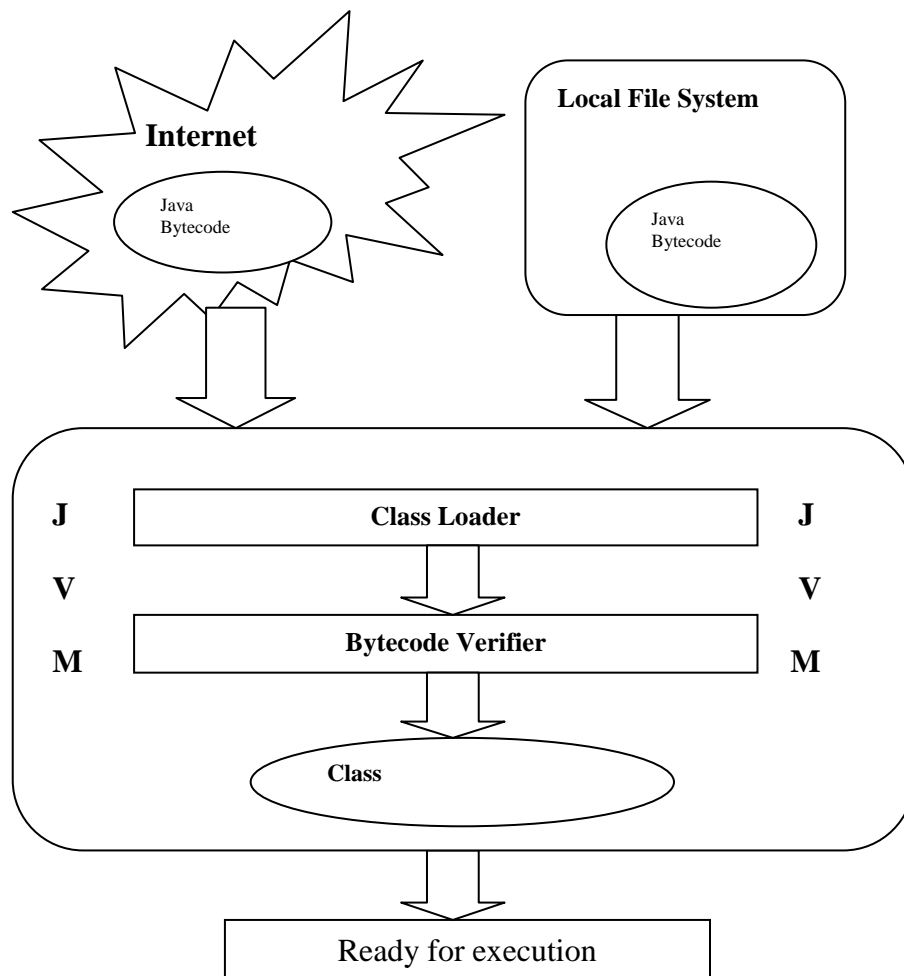 Local File System
Internet
Java
Bytecode
Java
Bytecode
J
Class Loader
J
V
V
Bytecode Verifier
M
M
Class
Ready for execution